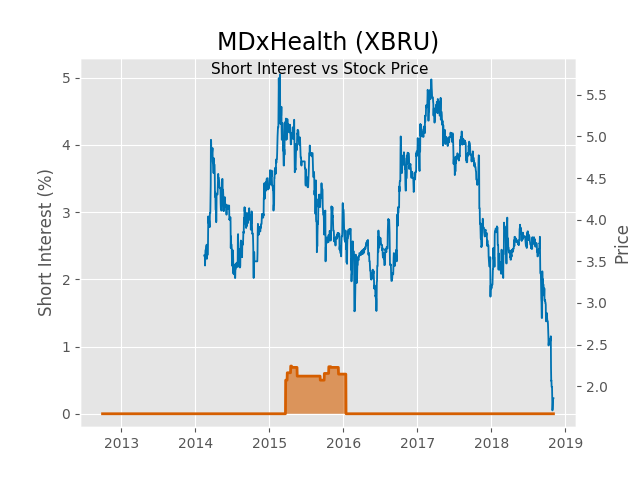 MDxHealth (XBRU)
Short Interest vs Stock Price
Short Interest (%)
5
4
3
2
1
0
5.5
5.0
4.5
4.0
3.5
3.0
2.5
2.0
Price
2013 2014 2015 2016 2017 2018 2019